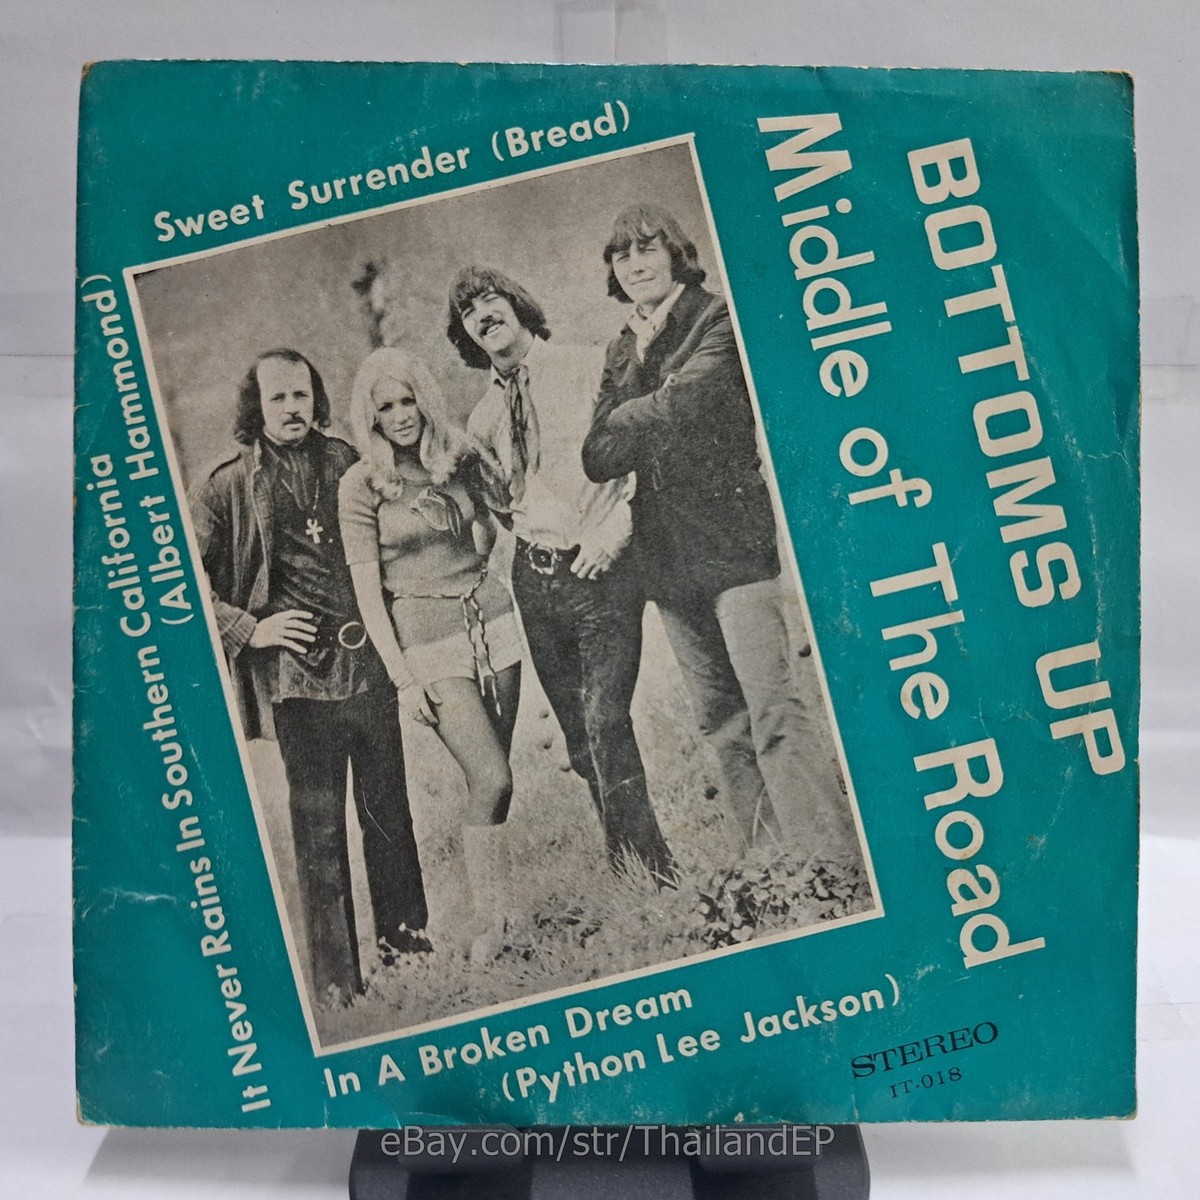 BOTTOMS UP
Middle of The Road
Sweet Surrender (Bread)
It Never Rains In Southern California
(Albert Hammond)
In A Broken Dream
(Python Lee Jackson)
STEREO
IT-018
eBay.com/str/ThailandEP